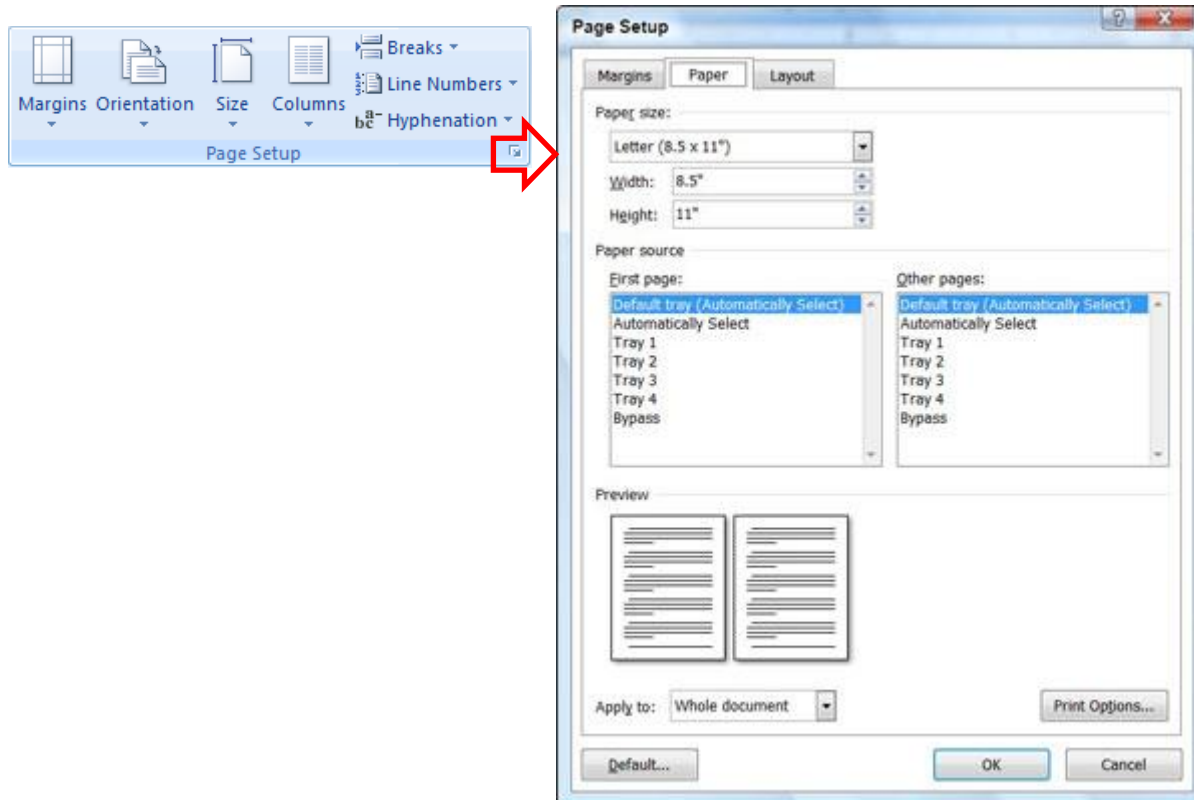 Breaks
Line Numbers
Margins Orientation Size Columns
bc a- Hyphenation
Page Setup
Page Setup
Margins Paper Layout
Paper size:
Letter (8.5 x 11")
Width: 8.5"
Height: 11"
Paper source
First page: Other pages:
Default tray (Automatically Select) Default tray (Automatically Select)
Automatically Select Automatically Select
Tray 1 Tray 1
Tray 2 Tray 2
Tray 3 Tray 3
Tray 4 Tray 4
Bypass Bypass
Preview
Apply to: Whole document Print Options...
Default... OK Cancel